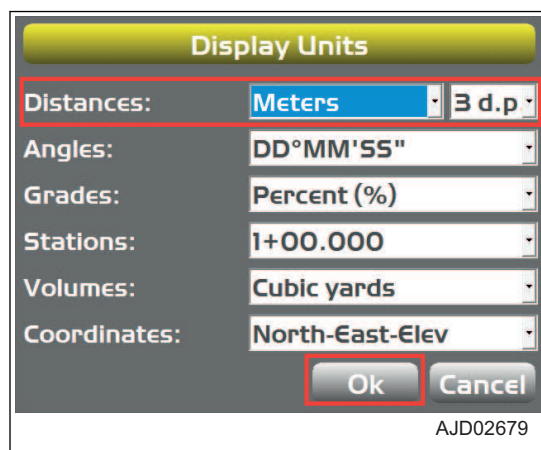 Display Units
Distances: Meters 3 d.p
Angles: DD°MM'SS"
Grades: Percent (%)
Stations: 1+00.000
Volumes: Cubic yards
Coordinates: North-East-Elev
Ok Cancel
AJD02679